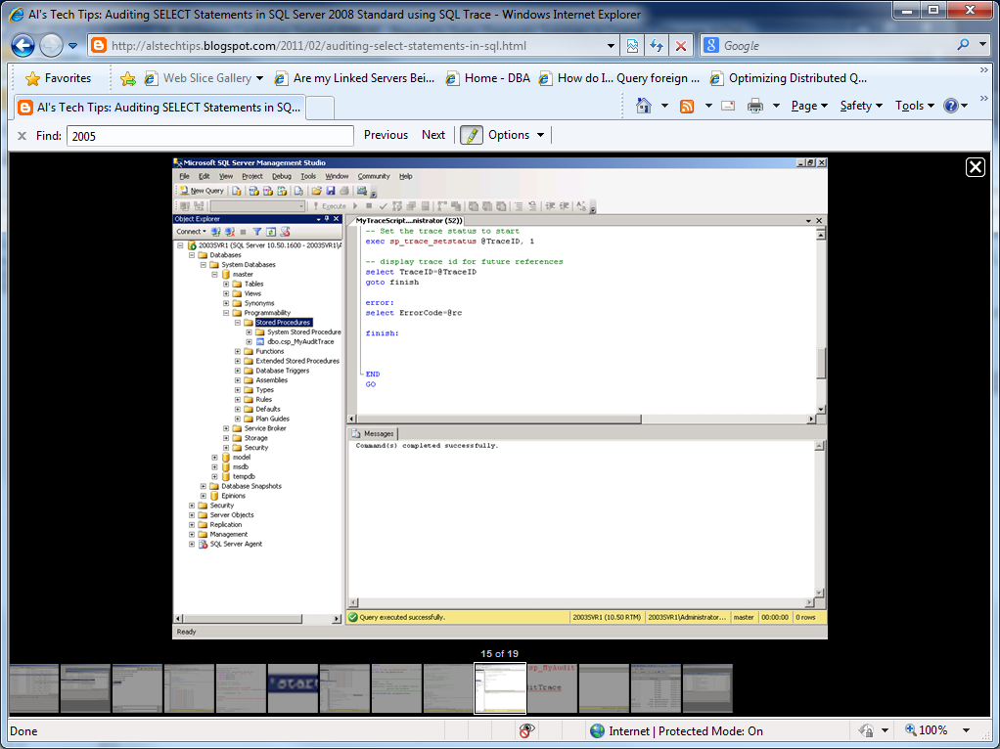 Al's Tech Tips: Auditing SELECT Statements in SQL Server 2008 Standard using SQL Trace - Windows Internet Explorer
http://alstechtips.blogspot.com/2011/02/auditing-select-statements-in-sql.html
Google
Favorites
Web Slice Gallery
Are my Linked Servers Bei...
Home - DBA
How do I... Query foreign ...
Optimizing Distributed Q...
Al's Tech Tips: Auditing SELECT Statements in SQ...
Page
Safety
Tools
Find:
2005
Previous
Next
Options
Microsoft SQL Server Management Studio
File Edit View Project Debug Tools Window Community Help
New Query
Execute
Object Explorer
Connect
2003SVR1 (SQL Server 10.50.1600 - 2003SVR1\A
Databases
System Databases
master
Tables
Views
Synonyms
Programmability
Stored Procedures
System Stored Procedure
dbo.csp_MyAuditTrace
Functions
Extended Stored Procedures
Database Triggers
Assemblies
Types
Rules
Defaults
Plan Guides
Service Broker
Storage
Security
model
msdb
tempdb
Database Snapshots
Epinions
Security
Server Objects
Replication
Management
SQL Server Agent
MyTraceScript....nistrator (52))
-- Set the trace status to start
exec sp_trace_setstatus @TraceID, 1
-- display trace id for future references
select TraceID=@TraceID
goto finish
error:
select ErrorCode=@rc
finish:
END
GO
Messages
Command(s) completed successfully.
Query executed successfully.
2003SVR1 (10.50 RTM)
2003SVR1\Administrator...
master
00:00:00
0 rows
Ready
15 of 19
'star
sp_MyAudit
itTrace
Done
Internet | Protected Mode: On
100%